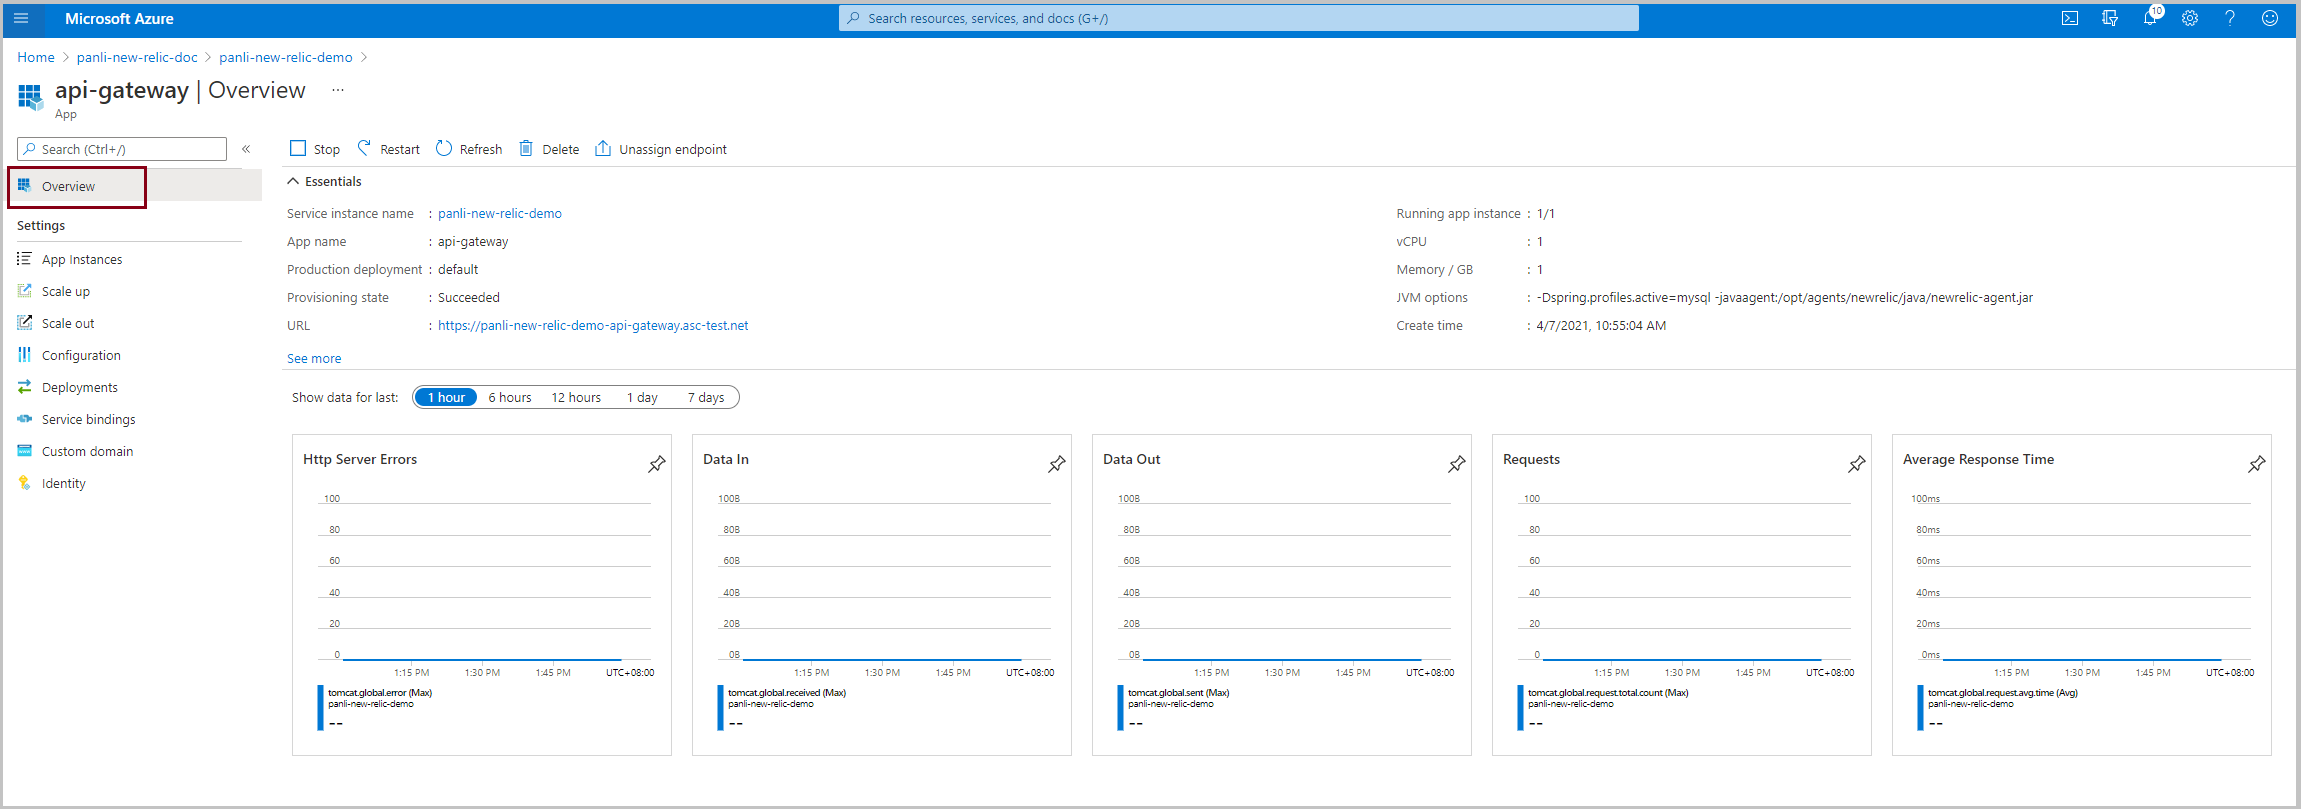 Microsoft Azure
Search resources, services, and docs (G+/)
10
Home > panli-new-relic-doc > panli-new-relic-demo >
api-gateway | Overview ...
App
Search (Ctrl+/) «
Stop Restart Refresh Delete Unassign endpoint
Overview
Settings
App Instances
Scale up
Scale out
Configuration
Deployments
Service bindings
Custom domain
Identity
Essentials
Service instance name : panli-new-relic-demo
App name : api-gateway
Production deployment : default
Provisioning state : Succeeded
URL : https://panli-new-relic-demo-api-gateway.asc-test.net
See more
Running app instance : 1/1
vCPU : 1
Memory / GB : 1
JVM options : -Dspring.profiles.active=mysql -javaagent:/opt/agents/newrelic/java/newrelic-agent.jar
Create time : 4/7/2021, 10:55:04 AM
Show data for last: 1 hour 6 hours 12 hours 1 day 7 days
Http Server Errors
100
80
60
40
20
0
1:15 PM 1:30 PM 1:45 PM UTC+08:00
tomcat.global.error (Max)
panli-new-relic-demo
--
Data In
100B
80B
60B
40B
20B
0B
1:15 PM 1:30 PM 1:45 PM UTC+08:00
tomcat.global.received (Max)
panli-new-relic-demo
--
Data Out
100B
80B
60B
40B
20B
0B
1:15 PM 1:30 PM 1:45 PM UTC+08:00
tomcat.global.sent (Max)
panli-new-relic-demo
--
Requests
100
80
60
40
20
0
1:15 PM 1:30 PM 1:45 PM UTC+08:00
tomcat.global.request.total.count (Max)
panli-new-relic-demo
--
Average Response Time
100ms
80ms
60ms
40ms
20ms
0ms
1:15 PM 1:30 PM 1:45 PM UTC+08:00
tomcat.global.request.avg.time (Avg)
panli-new-relic-demo
--